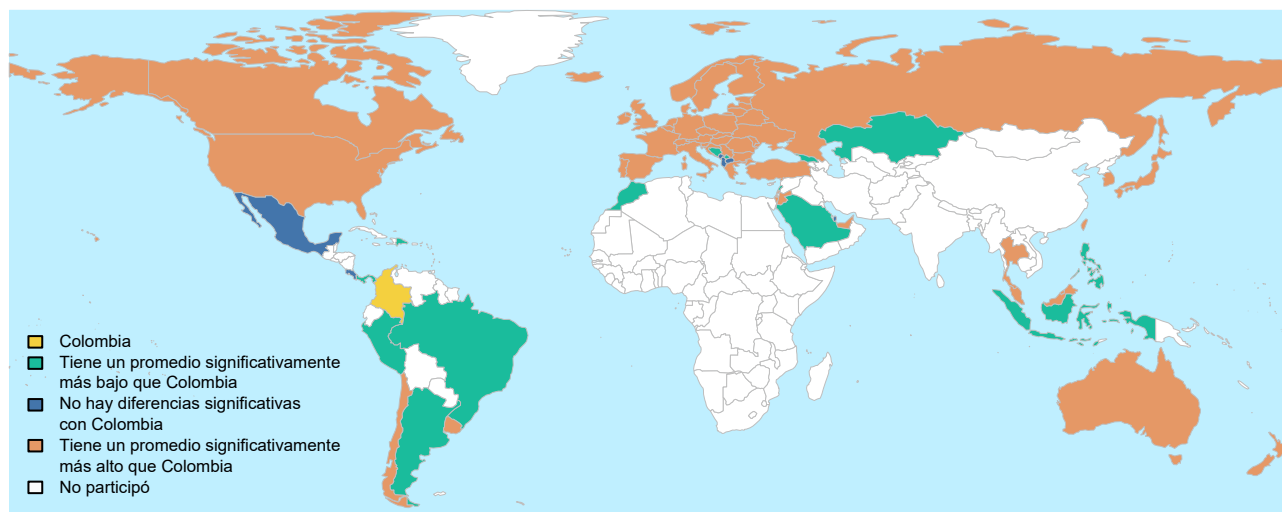 Colombia
Tiene un promedio significativamente
más bajo que Colombia
No hay diferencias significativas
con Colombia
Tiene un promedio significativamente
más alto que Colombia
No participó